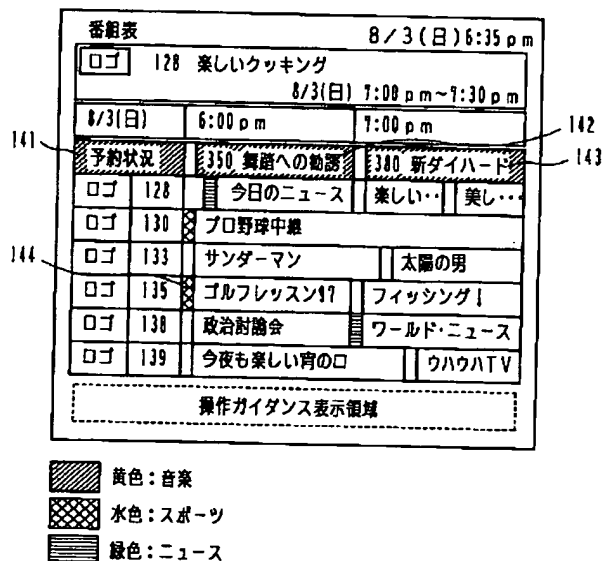 番組表 8/3(日)6:35pm
ロゴ 128 楽しいクッキング
8/3(日) 7:00pm~7:30pm
8/3(日) 6:00pm 7:00pm
141 142
予約状況 350 舞踏への勧誘 380 新ダイハード 143
ロゴ 128 今日のニュース 楽しい‥ 美し…
ロゴ 130 プロ野球中継
144 ロゴ 133 サンダーマン 太陽の男
ロゴ 135 ゴルフレッスン97 フィッシング!
ロゴ 138 政治討論会 ワールド・ニュース
ロゴ 139 今夜も楽しい宵の口 ウハウハTV
操作ガイダンス表示領域
黄色:音楽
水色:スポーツ
緑色:ニュース